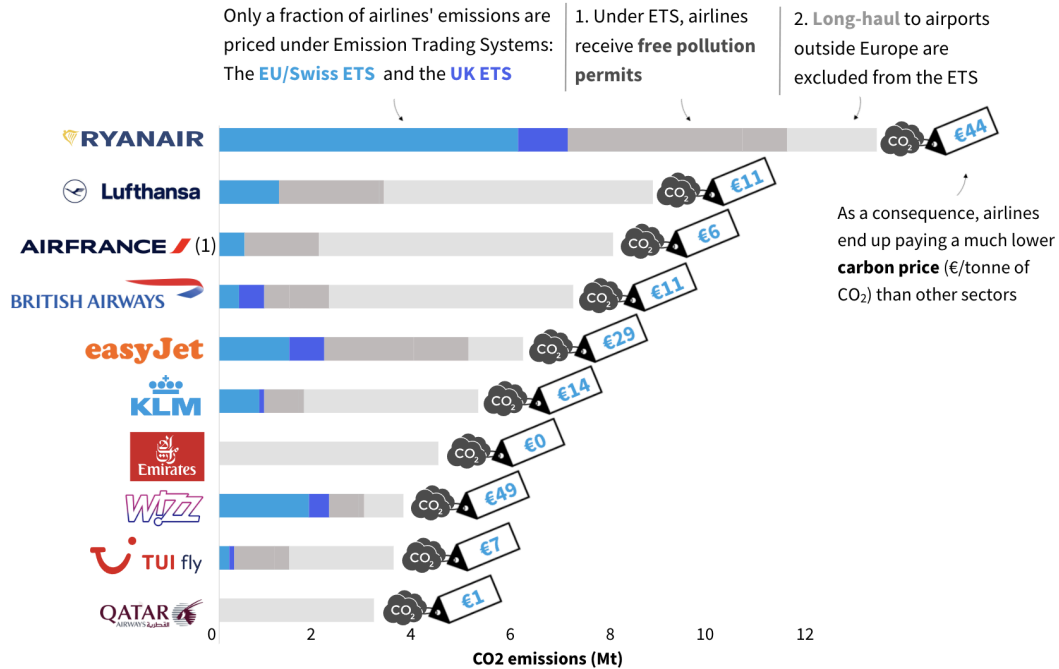 Only a fraction of airlines' emissions are
priced under Emission Trading Systems:
The EU/Swiss ETS and the UK ETS
1. Under ETS, airlines
receive free pollution
permits
2. Long-haul to airports
outside Europe are
excluded from the ETS
RYANAIR
CO2
€44
Lufthansa
CO2
€11
As a consequence, airlines
end up paying a much lower
carbon price (€/tonne of
CO₂) than other sectors
AIRFRANCE (1)
CO2
€6
BRITISH AIRWAYS
CO2
€11
easyJet
CO2
€29
KLM
CO2
€14
Emirates
CO2
€0
WIZZ
CO2
€49
TUI fly
CO2
€7
QATAR
AIRWAYS القطرية
CO2
€1
0 2 4 6 8 10 12
CO2 emissions (Mt)